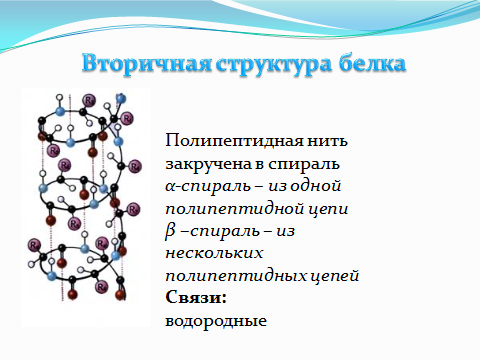 Вторичная структура белка
Полипептидная нить
закручена в спираль
α-спираль – из одной
полипептидной цепи
β –спираль – из
нескольких
полипептидных цепей
Связи:
водородные